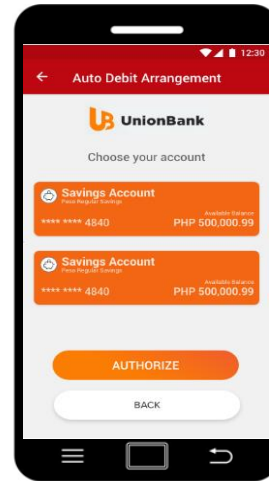 12:30
Auto Debit Arrangement
UnionBank
Choose your account
Savings Account
Peso Regular Savings
Available Balance
**** **** 4840 PHP 500,000.99
Savings Account
Peso Regular Savings
Available Balance
**** **** 4840 PHP 500,000.99
AUTHORIZE
BACK